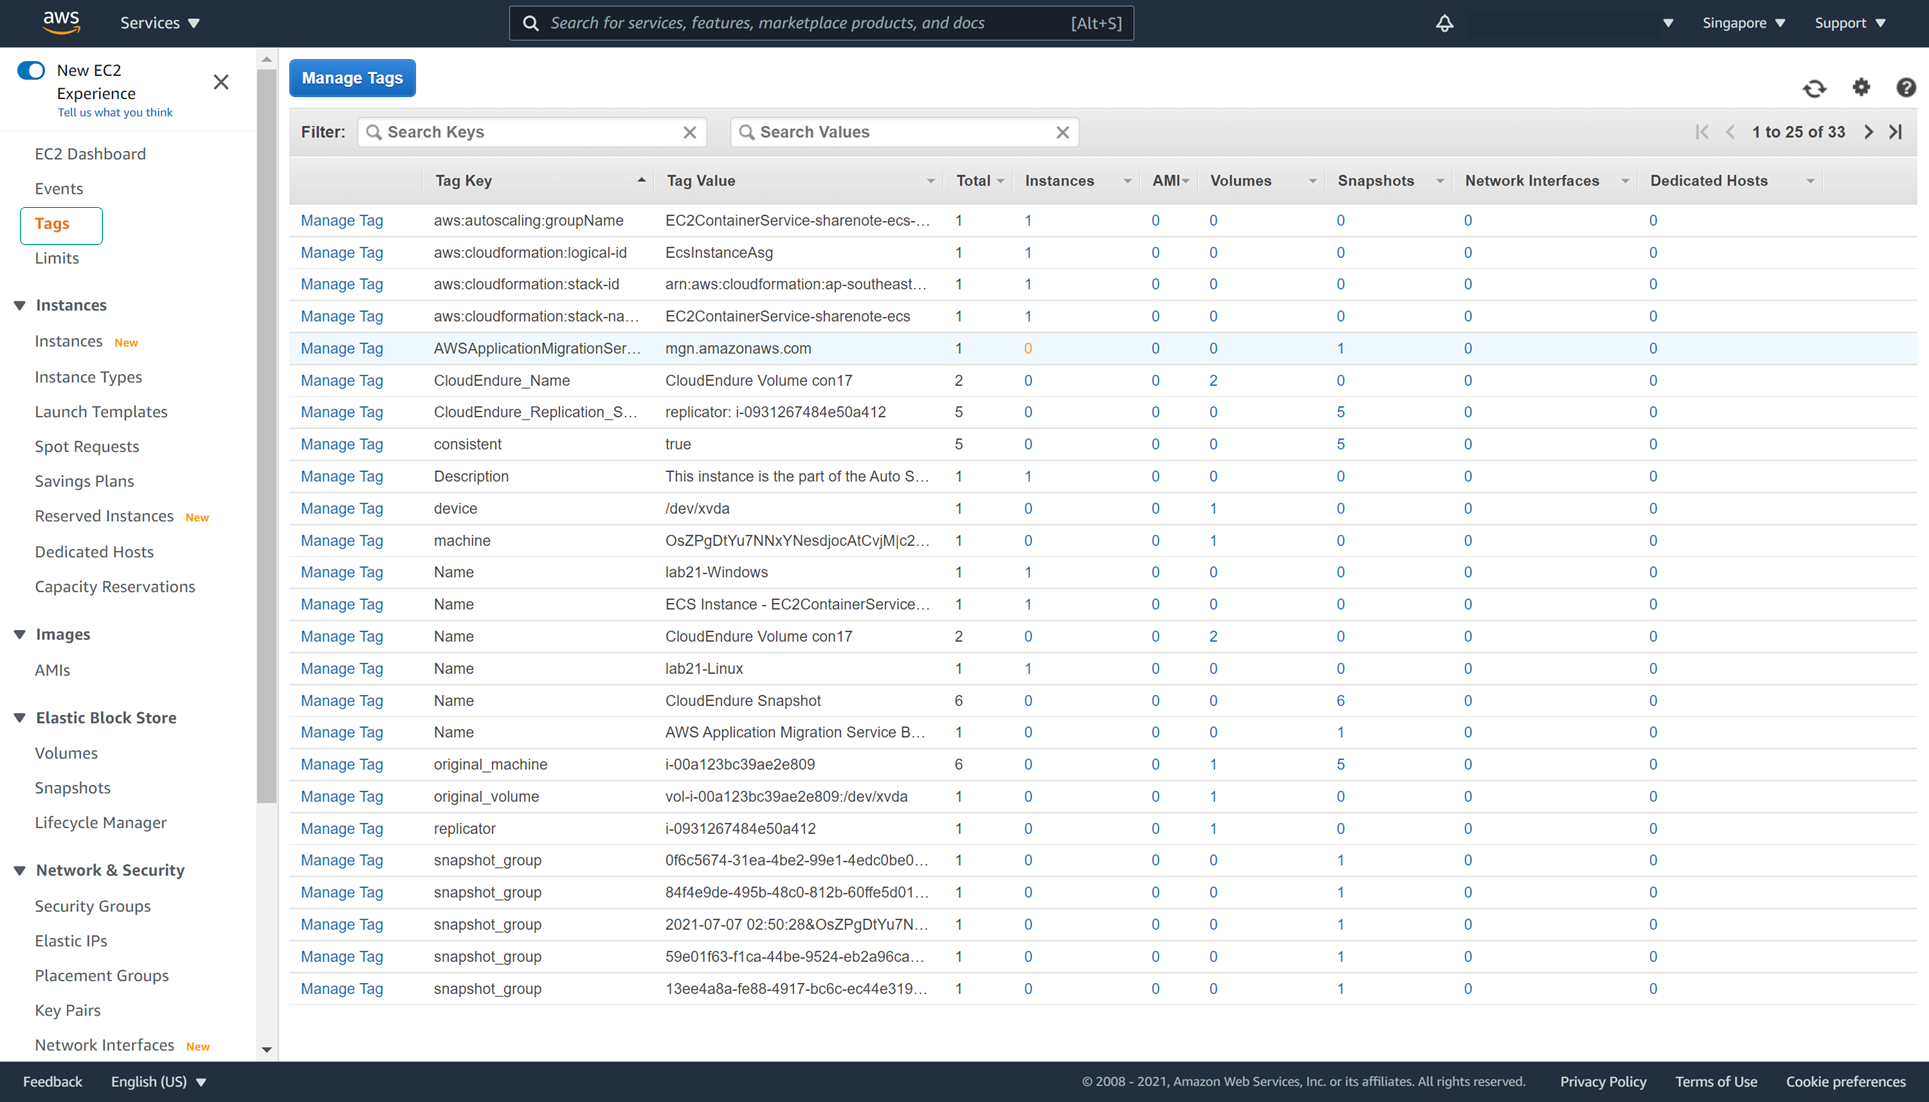 aws Services Search for services, features, marketplace products, and docs [Alt+S] Singapore Support
New EC2
Experience
Tell us what you think
EC2 Dashboard
Events
Tags
Limits
Instances
Instances New
Instance Types
Launch Templates
Spot Requests
Savings Plans
Reserved Instances New
Dedicated Hosts
Capacity Reservations
Images
AMIs
Elastic Block Store
Volumes
Snapshots
Lifecycle Manager
Network & Security
Security Groups
Elastic IPs
Placement Groups
Key Pairs
Network Interfaces New
Manage Tags
Filter: Search Keys Search Values 1 to 25 of 33
Tag Key Tag Value Total Instances AMI Volumes Snapshots Network Interfaces Dedicated Hosts
Manage Tag aws:autoscaling:groupName EC2ContainerService-sharenote-ecs-... 1 1 0 0 0 0 0
Manage Tag aws:cloudformation:logical-id EcsInstanceAsg 1 1 0 0 0 0 0
Manage Tag aws:cloudformation:stack-id arn:aws:cloudformation:ap-southeast... 1 1 0 0 0 0 0
Manage Tag aws:cloudformation:stack-na... EC2ContainerService-sharenote-ecs 1 1 0 0 0 0 0
Manage Tag AWSApplicationMigrationSer... mgn.amazonaws.com 1 0 0 0 1 0 0
Manage Tag CloudEndure_Name CloudEndure Volume con17 2 0 0 2 0 0 0
Manage Tag CloudEndure_Replication_S... replicator: i-0931267484e50a412 5 0 0 0 5 0 0
Manage Tag consistent true 5 0 0 0 5 0 0
Manage Tag Description This instance is the part of the Auto S... 1 1 0 0 0 0 0
Manage Tag device /dev/xvda 1 0 0 1 0 0 0
Manage Tag machine OsZPgDtYu7NNxYNesdjocAtCvjM|c2... 1 0 0 1 0 0 0
Manage Tag Name lab21-Windows 1 1 0 0 0 0 0
Manage Tag Name ECS Instance - EC2ContainerService... 1 1 0 0 0 0 0
Manage Tag Name CloudEndure Volume con17 2 0 0 2 0 0 0
Manage Tag Name lab21-Linux 1 1 0 0 0 0 0
Manage Tag Name CloudEndure Snapshot 6 0 0 0 6 0 0
Manage Tag Name AWS Application Migration Service B... 1 0 0 0 1 0 0
Manage Tag original_machine i-00a123bc39ae2e809 6 0 0 1 5 0 0
Manage Tag original_volume vol-i-00a123bc39ae2e809:/dev/xvda 1 0 0 1 0 0 0
Manage Tag replicator i-0931267484e50a412 1 0 0 1 0 0 0
Manage Tag snapshot_group 0f6c5674-31ea-4be2-99e1-4edc0be0... 1 0 0 0 1 0 0
Manage Tag snapshot_group 84f4e9de-495b-48c0-812b-60ffe5d01... 1 0 0 0 1 0 0
Manage Tag snapshot_group 2021-07-07 02:50:28&OsZPgDtYu7N... 1 0 0 0 1 0 0
Manage Tag snapshot_group 59e01f63-f1ca-44be-9524-eb2a96ca... 1 0 0 0 1 0 0
Manage Tag snapshot_group 13ee4a8a-fe88-4917-bc6c-ec44e319... 1 0 0 0 1 0 0
Feedback English (US) © 2008 - 2021, Amazon Web Services, Inc. or its affiliates. All rights reserved. Privacy Policy Terms of Use Cookie preferences